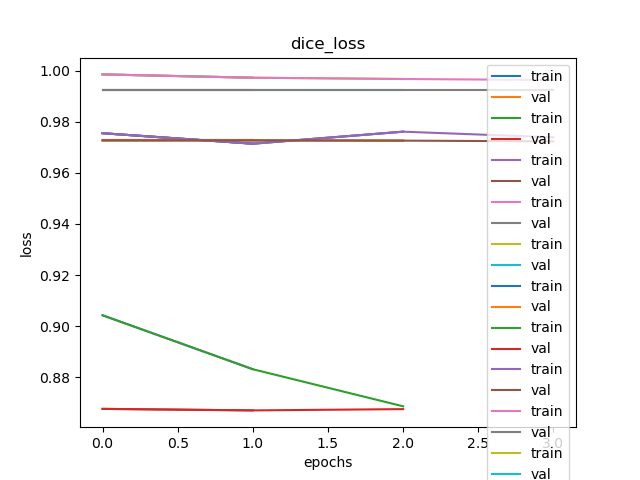 dice_loss
1.00
0.98
0.96
0.94
0.92
0.90
0.88
loss
0.0
0.5
1.0
1.5
2.0
2.5
3.0
epochs
train
val
train
val
train
val
train
val
train
val
train
val
train
val
train
val
train
val
train
val